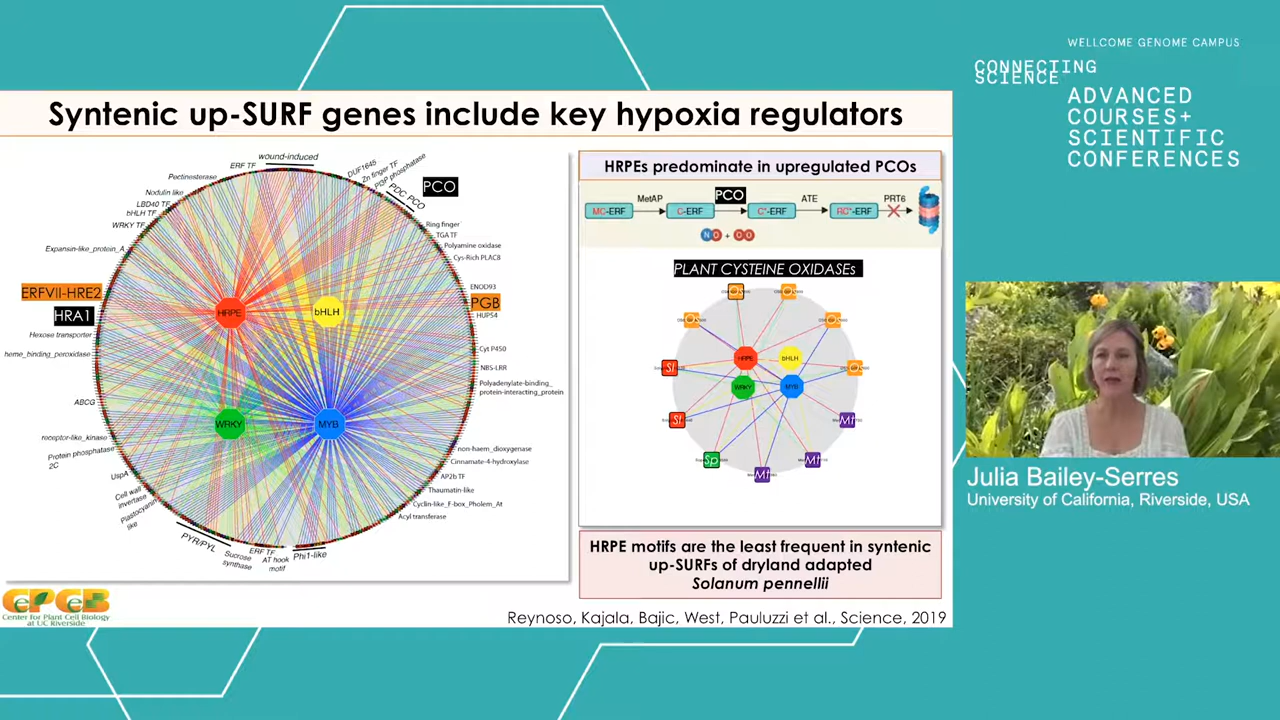 WELLCOME GENOME CAMPUS
CONNECTING
SCIENCE
ADVANCED
COURSES+
SCIENTIFIC
CONFERENCES
Syntenic up-SURF genes include key hypoxia regulators
wound-induced
ERF TF
Pectinesterase
Nodulin like
LBD40 TF
bHLH TF
WRKY TF
Expansin-like_protein_A
ERFVII-HRE2
HRA1
Hexose transporter
heme_binding_peroxidase
ABCG
receptor-like_kinase
Protein phosphatase
2C
UspA
Cell wall
invertase
Plastocyanin
like
PYR/PYL
Sucrose
synthase
ERF TF
AT hook
motif
Phi1-like
DUF1645
Zn finger TF
PI3P phosphatase
PDC PCO
PCO
Ring finger
TGA TF
Polyamine oxidase
Cys-Rich PLAC8
ENOD93
PGB
HUP54
Cyt P450
NBS-LRR
Polyadenylate-binding_
protein-interacting_protein
non-haem_dioxygenase
Cinnamate-4-hydroxylase
AP2b TF
Thaumatin-like
Cyclin-like_F-box_Pholem_At
Acyl transferase
HRPE
bHLH
WRKY
MYB
HRPEs predominate in upregulated PCOs
MetAP
PCO
ATE
PRT6
MC-ERF
C-ERF
C*-ERF
RC*-ERF
NO + OO
PLANT CYSTEINE OXIDASEs
Os
Os
Os
Os
Os
Sl
Sl
Sp
Mt
Mt
Mt
HRPE
bHLH
WRKY
MYB
HRPE motifs are the least frequent in syntenic
up-SURFs of dryland adapted
Solanum pennellii
CEPCEB
Center for Plant Cell Biology
at UC Riverside
Reynoso, Kajala, Bajic, West, Pauluzzi et al., Science, 2019
Julia Bailey-Serres
University of California, Riverside, USA